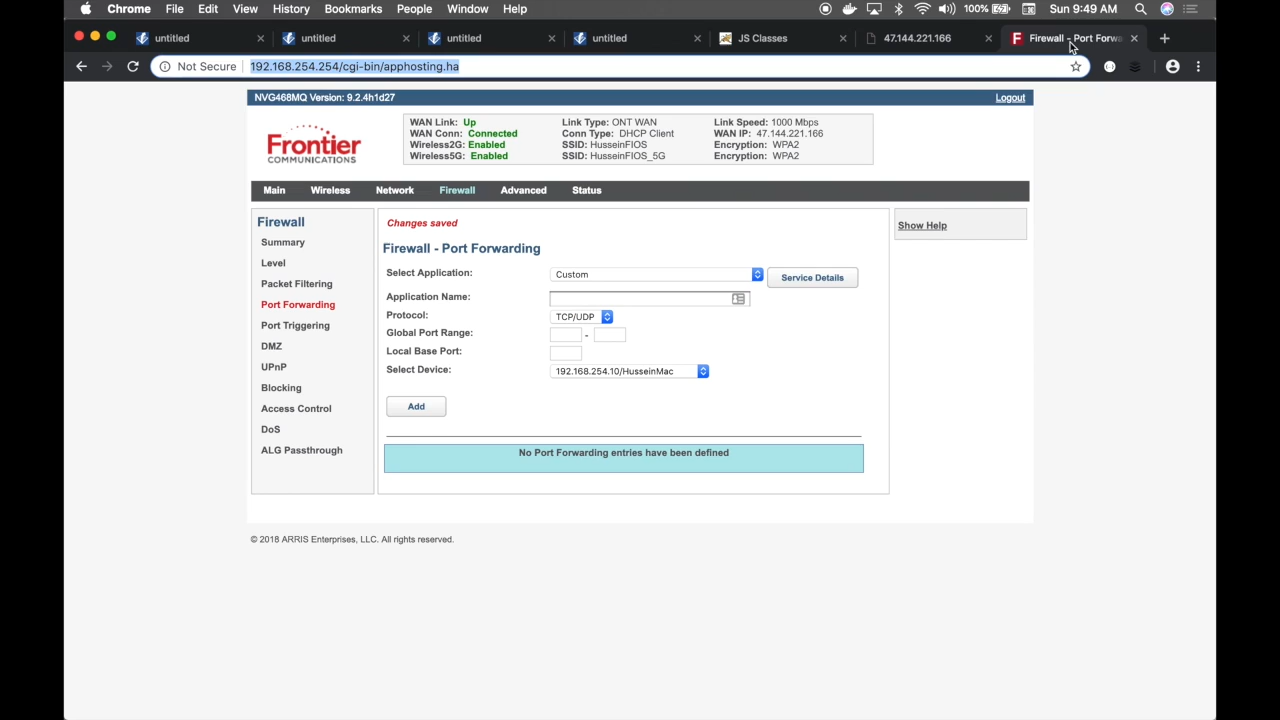 Chrome File Edit View History Bookmarks People Window Help 100% Sun 9:49 AM
untitled untitled untitled untitled JS Classes 47.144.221.166 Firewall - Port Forwa
Not Secure 192.168.254.254/cgi-bin/apphosting.ha
NVG468MQ Version: 9.2.4h1d27 Logout
Frontier
COMMUNICATIONS
WAN Link: Up Link Type: ONT WAN Link Speed: 1000 Mbps
WAN Conn: Connected Conn Type: DHCP Client WAN IP: 47.144.221.166
Wireless2G: Enabled SSID: HusseinFIOS Encryption: WPA2
Wireless5G: Enabled SSID: HusseinFIOS_5G Encryption: WPA2
Main Wireless Network Firewall Advanced Status
Firewall
Summary
Level
Packet Filtering
Port Forwarding
Port Triggering
DMZ
UPnP
Blocking
Access Control
DoS
ALG Passthrough
Changes saved
Firewall - Port Forwarding
Select Application: Custom Service Details
Application Name:
Protocol: TCP/UDP
Global Port Range: -
Local Base Port:
Select Device: 192.168.254.10/HusseinMac
Add
No Port Forwarding entries have been defined
Show Help
© 2018 ARRIS Enterprises, LLC. All rights reserved.